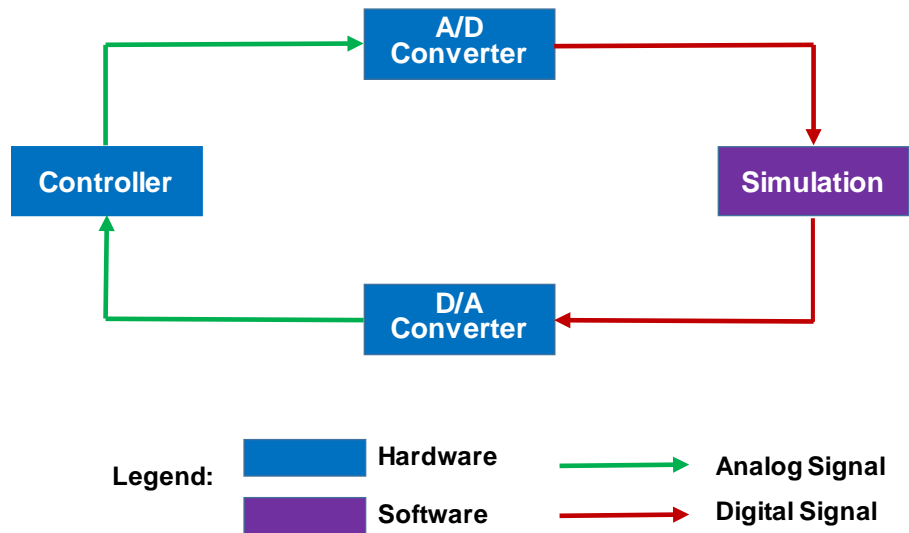 A/D
Converter
Controller
Simulation
D/A
Converter
Legend:
Hardware
Analog Signal
Software
Digital Signal